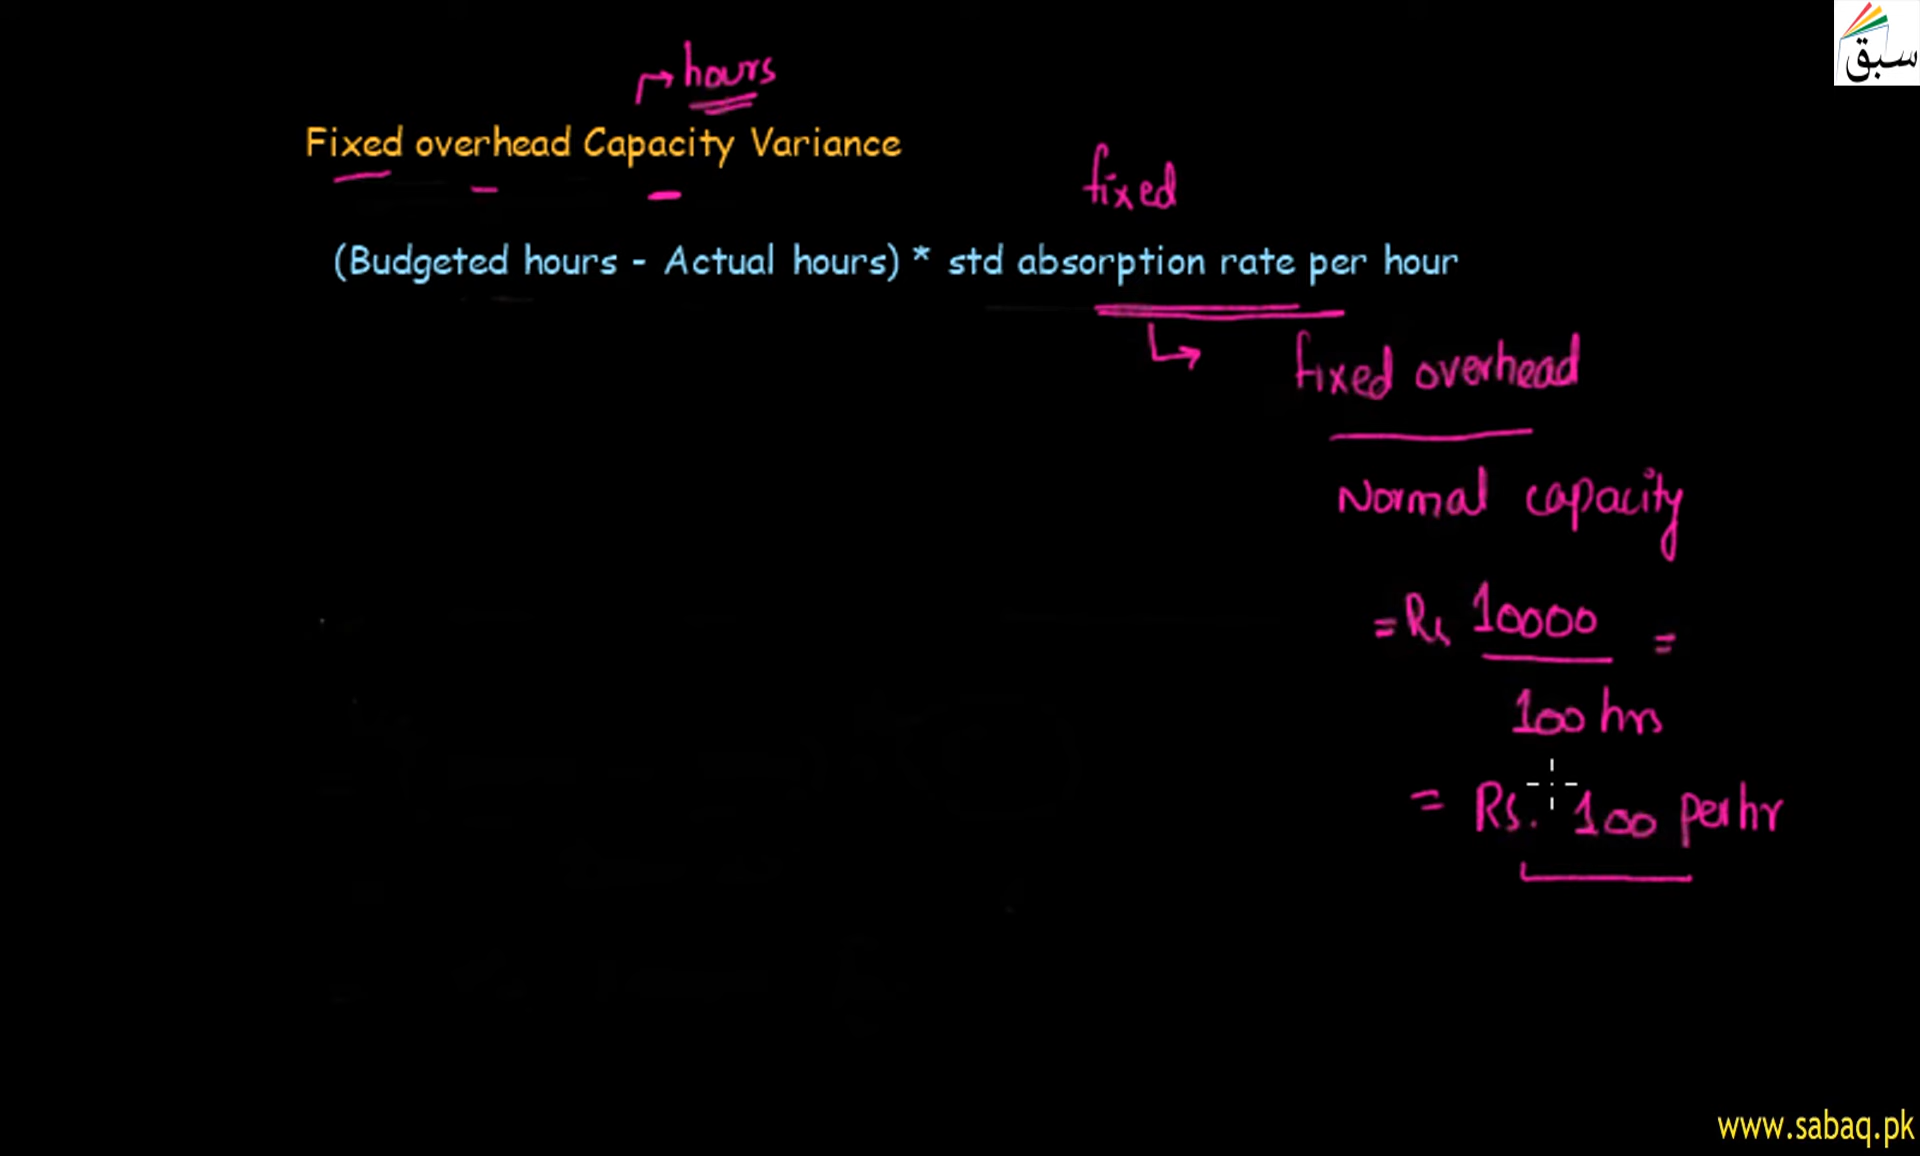 سبق
hours
Fixed overhead Capacity Variance
fixed
(Budgeted hours - Actual hours) * std absorption rate per hour
fixed overhead
Normal capacity
= Rs 10000 =
100 hrs
= Rs. 100 per hr
www.sabaq.pk